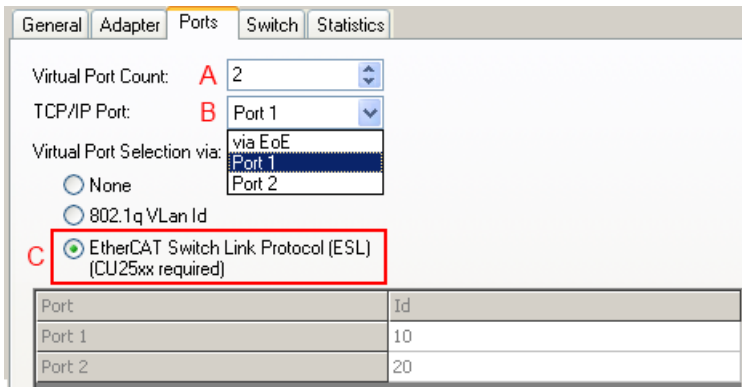 General Adapter Ports Switch Statistics
Virtual Port Count: A 2
TCP/IP Port: B Port 1
via EoE
Virtual Port Selection via: Port 1
None Port 2
802.1q VLan Id
C EtherCAT Switch Link Protocol (ESL)
(CU25xx required)
Port Id
Port 1 10
Port 2 20